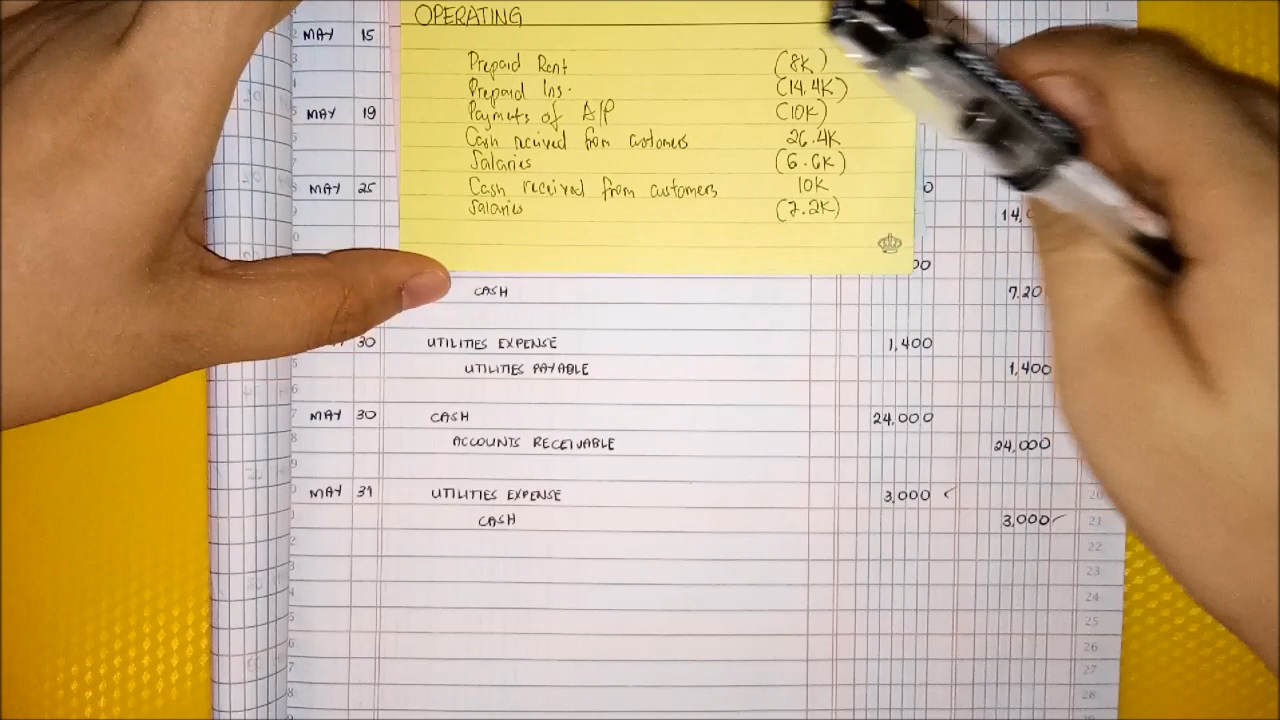 OPERATING
MAY 15
Prepaid Rent (8K)
Prepaid Ins. (14.4K)
MAY 19 Paymets of A/P (10K)
Cash received from customers 26.4K
Salaries (6.6K)
MAY 25 Cash received from customers 10K
Salaries (7.2K)
CASH 7.20
30 UTILITIES EXPENSE 1,400
UTILITIES PAYABLE 1,400
MAY 30 CASH 24,000
ACCOUNTS RECEIVABLE 24,000
MAY 31 UTILITIES EXPENSE 3,000 20
CASH 3,000 21
22
23
24
25
26
27
28